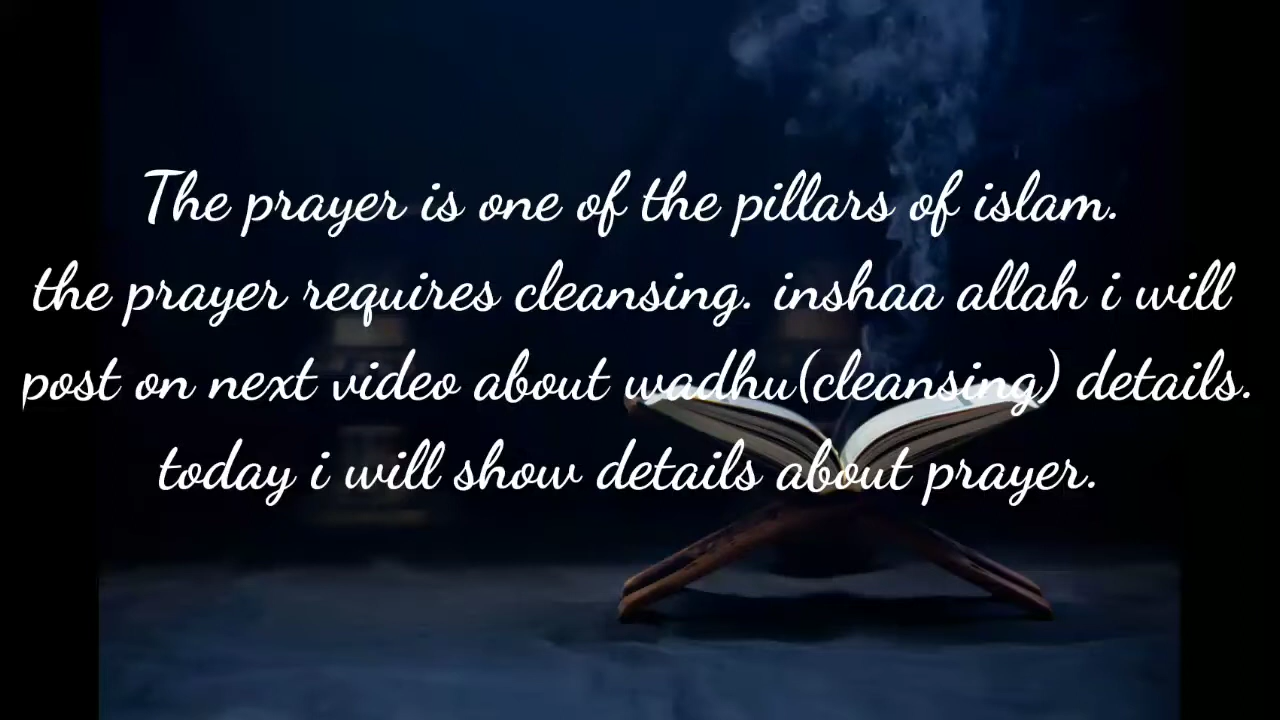 The prayer is one of the pillars of islam.
the prayer requires cleansing. inshaa allah i will
post on next video about wadhu(cleansing) details.
today i will show details about prayer.